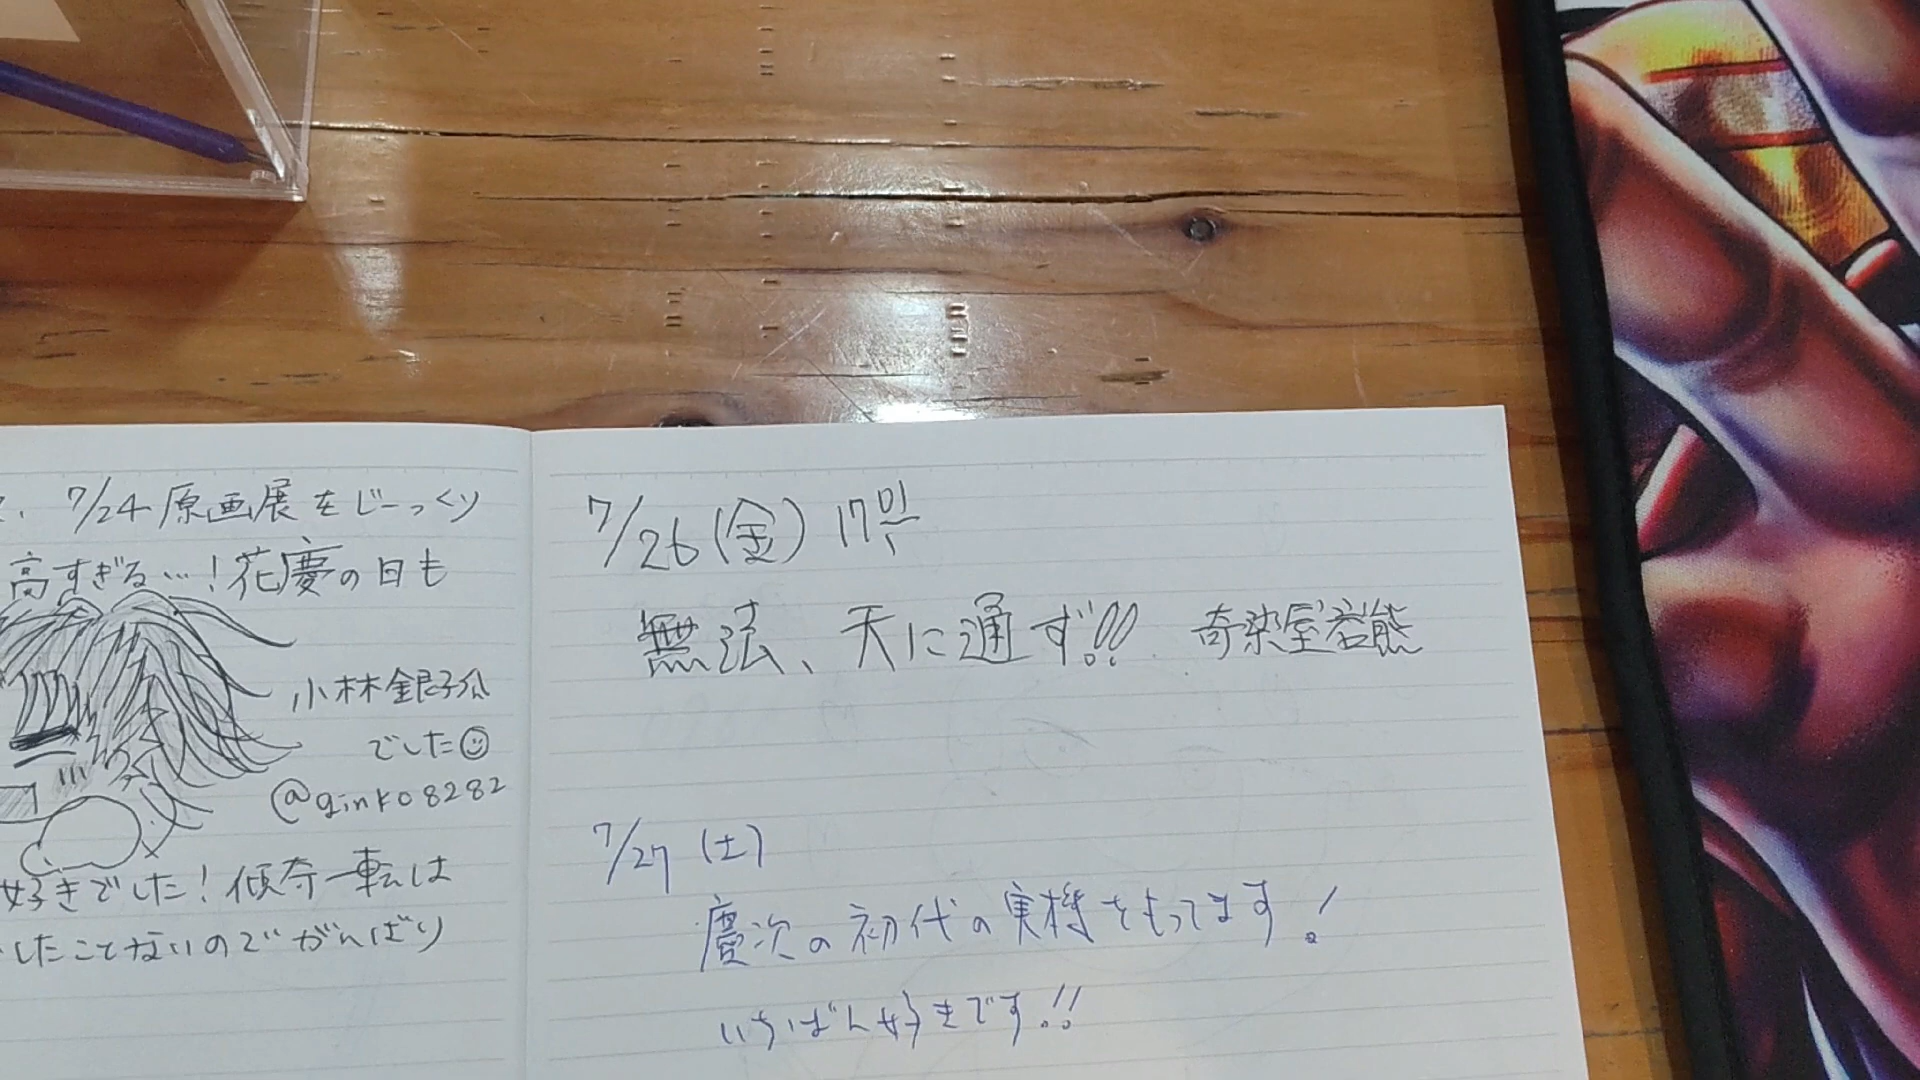 7/24 原画展をじーっくり
高すぎる…！花慶の日も
小林銀子が
でした
@ginko8282
好きでした！傾奇一転は
したことないのでがんばり
7/26(金) 17:01
無法、天に通ず!! 奇染屋岩熊
7/27 (土)
慶次の初代の実機をもってます！
いちばん好きです!!